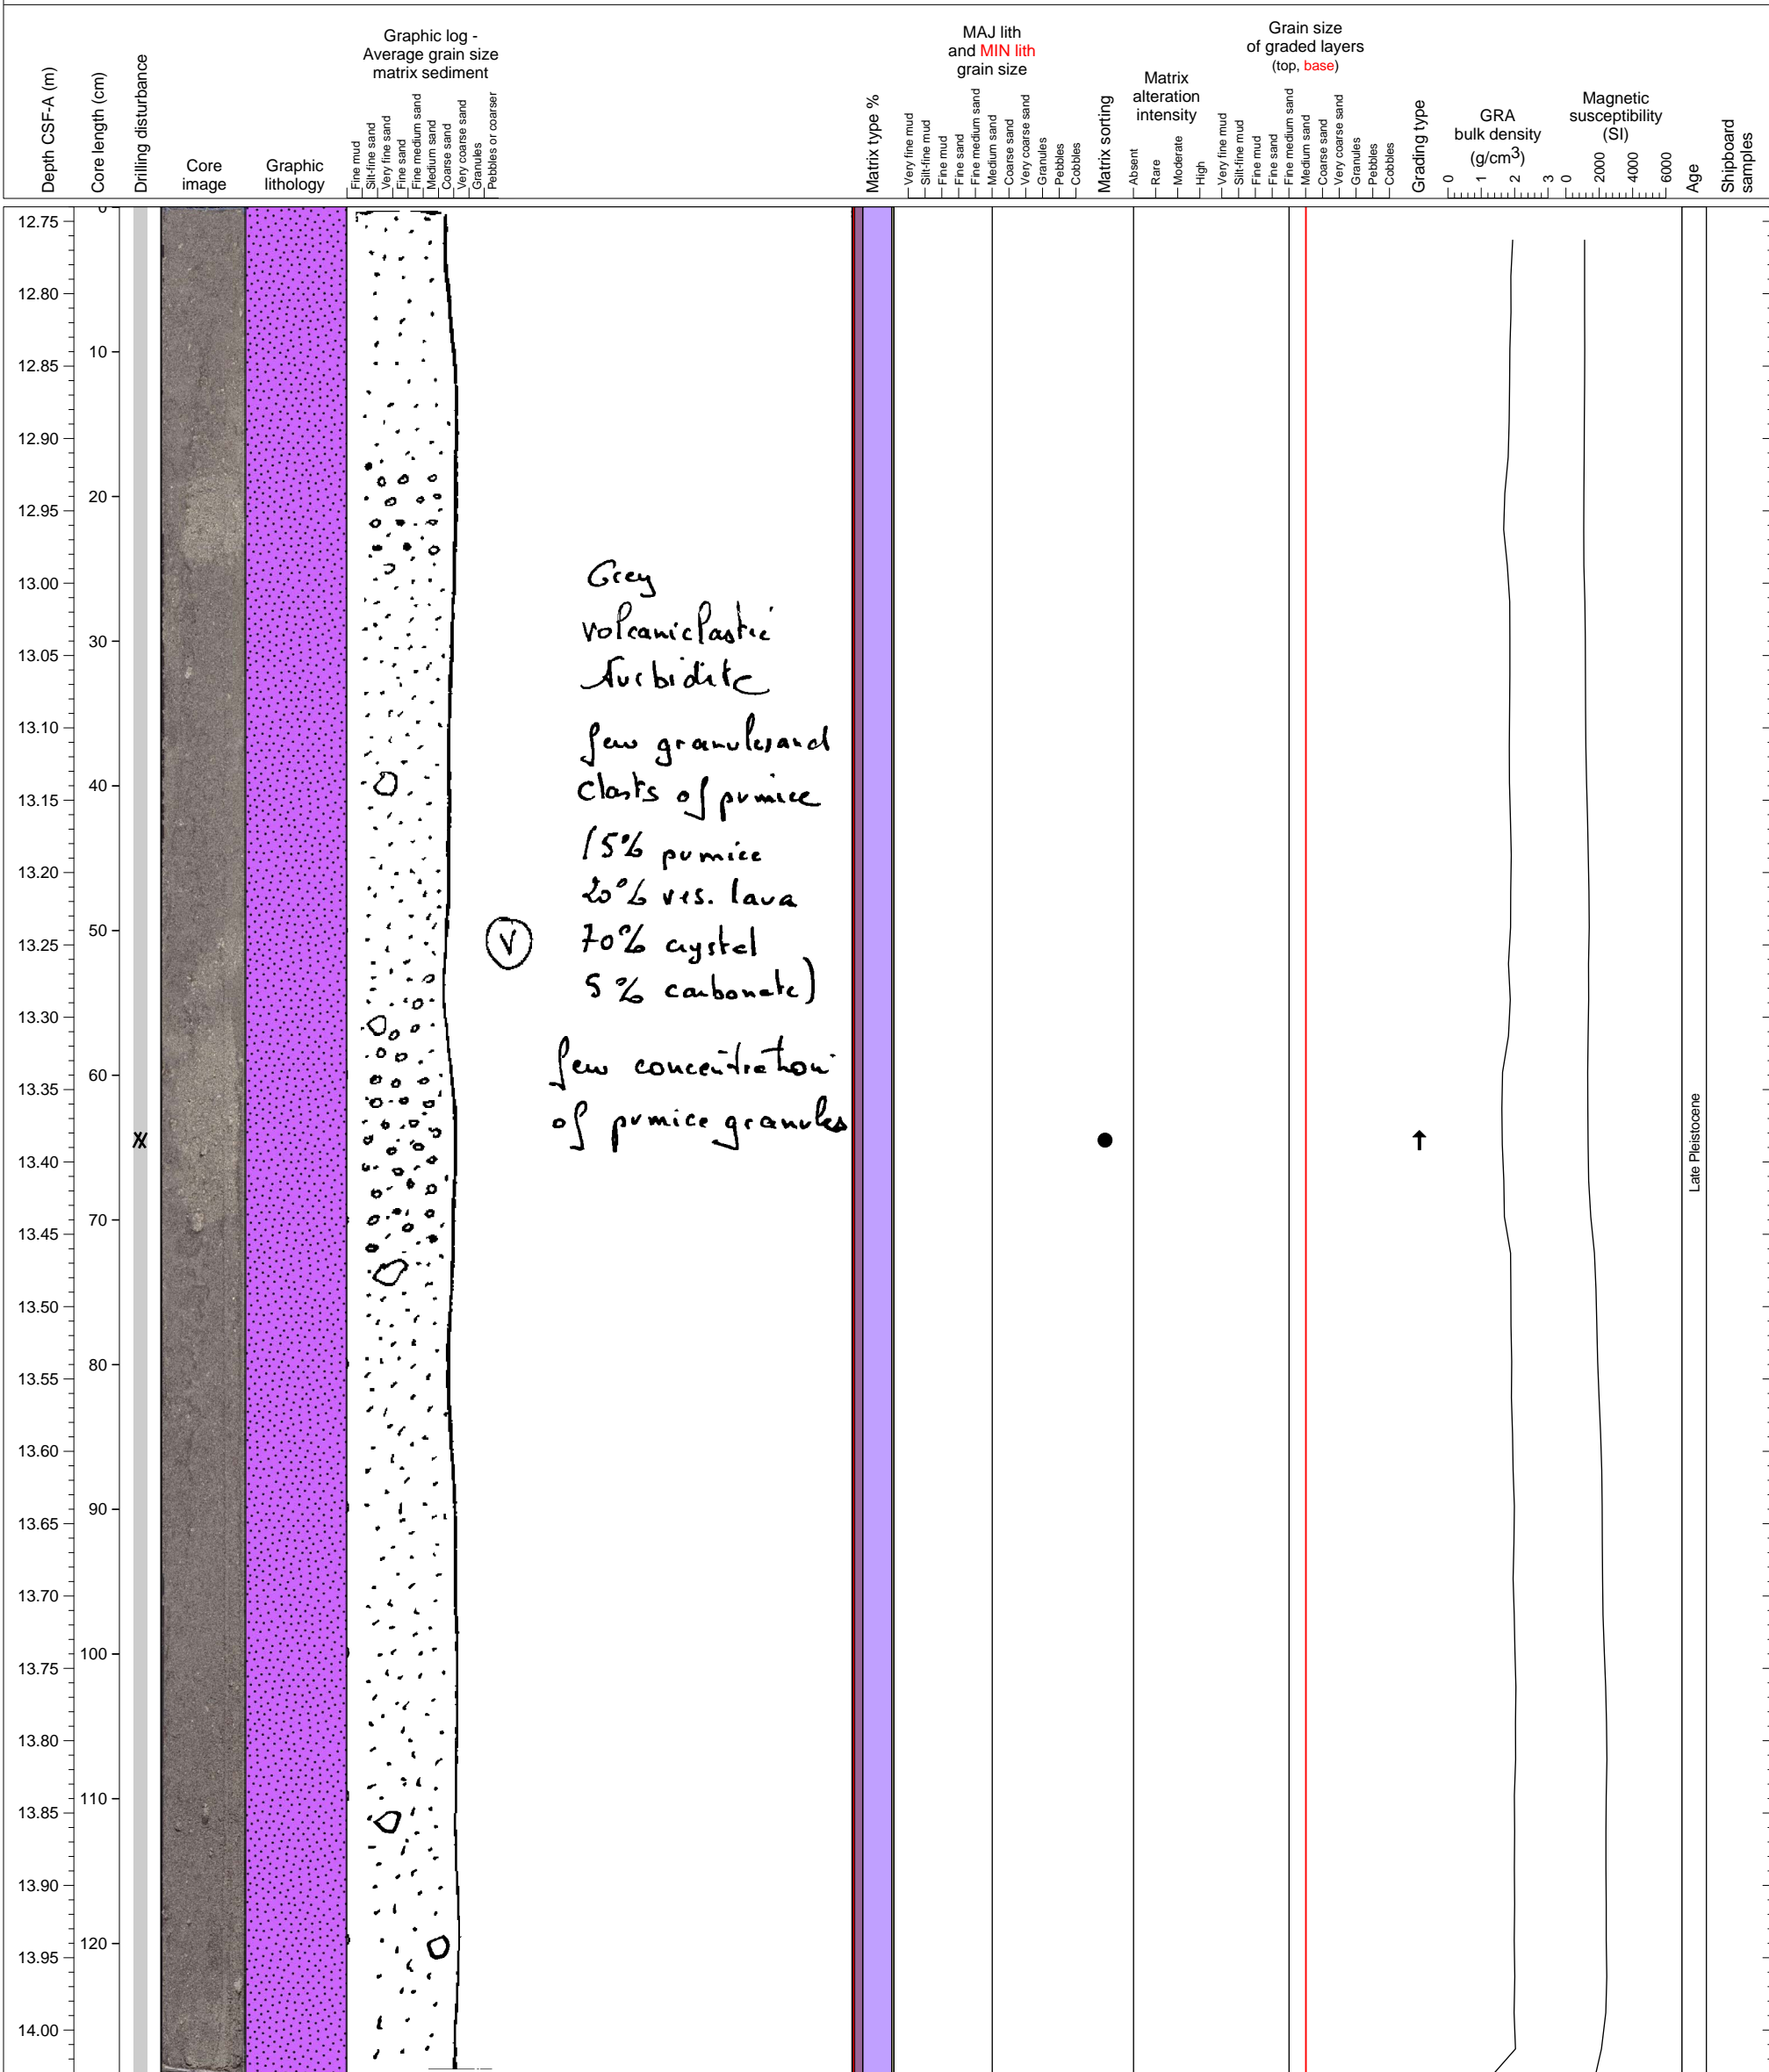 Graphic log -
Average grain size
matrix sediment
MAJ lith
and MIN lith
grain size
Matrix
alteration
intensity
Grain size
of graded layers
(top, base)
GRA
bulk density
(g/cm3)
Magnetic
susceptibility
(SI)
Depth CSF-A (m)
Core length (cm)
Drilling disturbance
Core
image
Graphic
lithology
Fine mud
Silt-fine sand
Very fine sand
Fine sand
Fine medium sand
Medium sand
Coarse sand
Very coarse sand
Granules
Pebbles or coarser
Matrix type %
Very fine mud
Silt-fine mud
Fine mud
Fine sand
Fine medium sand
Medium sand
Coarse sand
Very coarse sand
Granules
Pebbles
Cobbles
Matrix sorting
Absent
Rare
Moderate
High
Very fine mud
Silt-fine mud
Fine mud
Fine sand
Fine medium sand
Medium sand
Coarse sand
Very coarse sand
Granules
Pebbles
Cobbles
Grading type
0 1 2 3
0 2000 4000 6000
Age
Shipboard
samples
0
12.75
12.80
10
12.85
12.90
20
12.95
13.00
30
13.05
13.10
40
13.15
13.20
50
13.25
13.30
60
13.35
13.40
70
13.45
13.50
80
13.55
13.60
90
13.65
13.70
100
13.75
13.80
110
13.85
13.90
120
13.95
14.00
Grey
volcaniclastic
turbidite
few granules and
clasts of pumice
(5% pumice
20% ves. lava
70% crystal
5 % carbonate)
V
few concentration
of pumice granules
Late Pleistocene